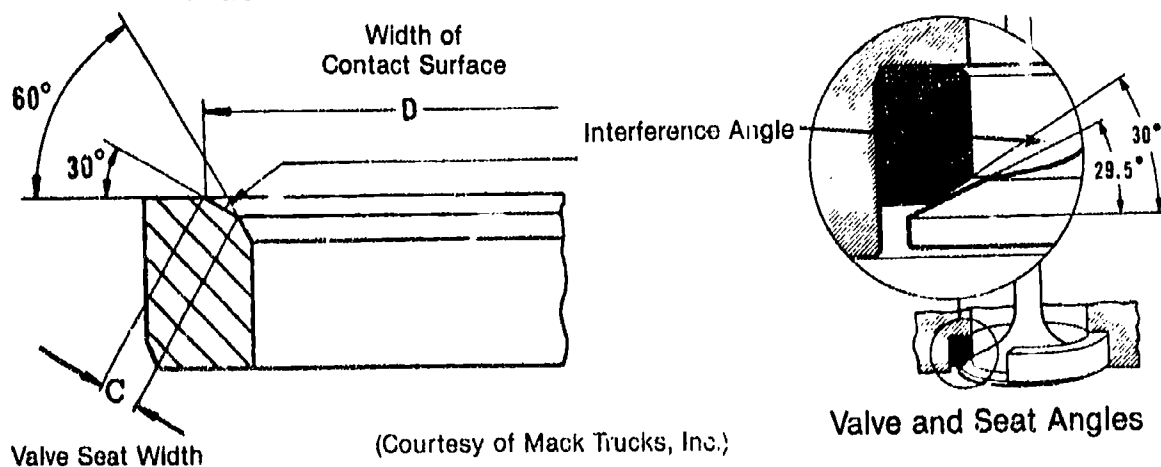 Width of
Contact Surface
60°
D
30°
Interference Angle
30°
29.5°
C
Valve Seat Width
(Courtesy of Mack Trucks, Inc.)
Valve and Seat Angles